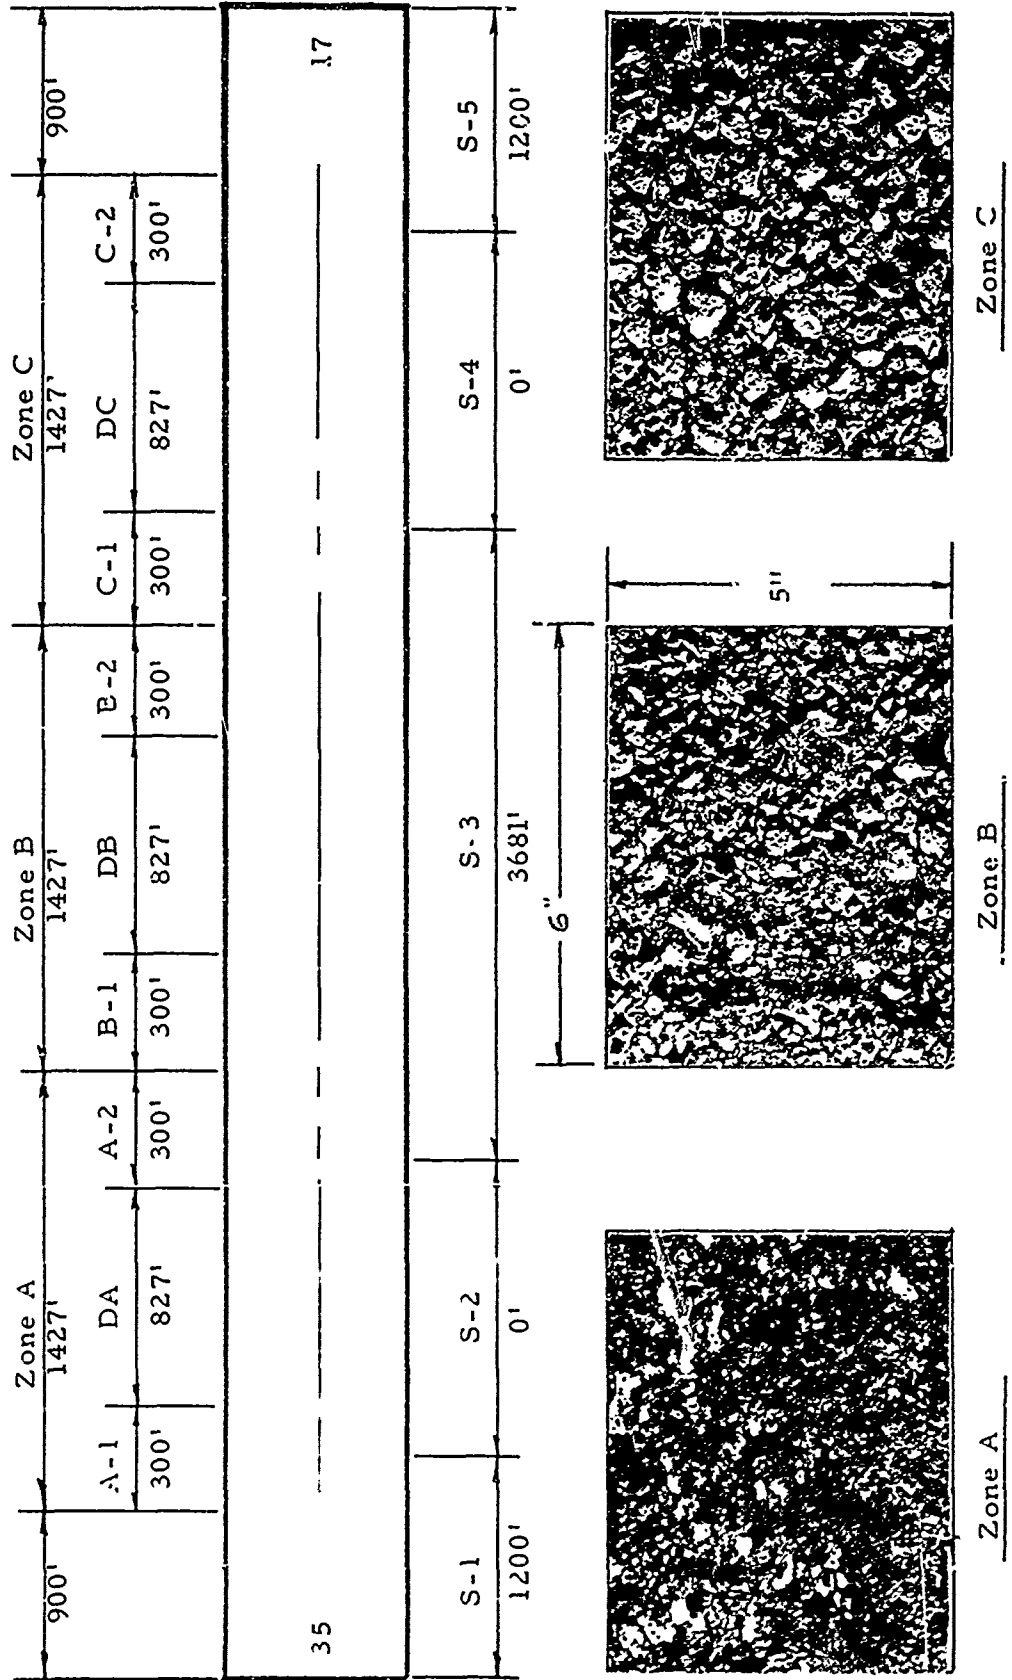 900'
Zone A
1427'
Zone B
1427'
Zone C
1427'
900'
A-1
300'
DA
827'
A-2
300'
B-1
300'
DB
827'
B-2
300'
C-1
300'
DC
827'
C-2
300'
35
17
S-1
1200'
S-2
0'
S-3
3681'
S-4
0'
S-5
1200'
6"
5"
Zone A
Zone B
Zone C